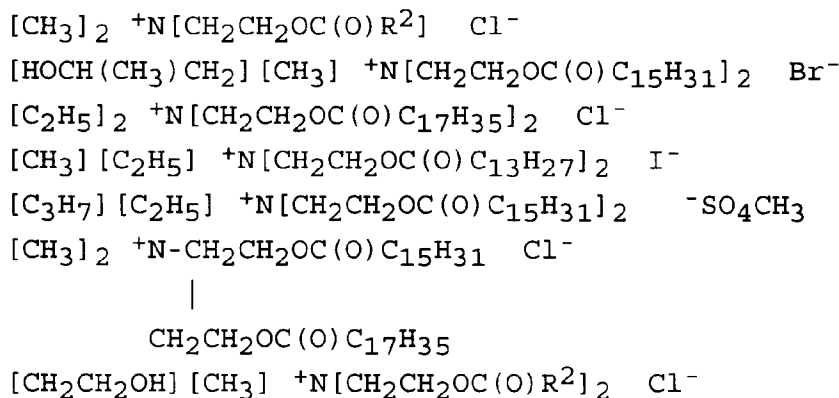 [CH₃]₂ ⁺N[CH₂CH₂OC(O)R²] Cl⁻
[HOCH(CH₃)CH₂][CH₃] ⁺N[CH₂CH₂OC(O)C₁₅H₃₁]₂ Br⁻
[C₂H₅]₂ ⁺N[CH₂CH₂OC(O)C₁₇H₃₅]₂ Cl⁻
[CH₃][C₂H₅] ⁺N[CH₂CH₂OC(O)C₁₃H₂₇]₂ I⁻
[C₃H₇][C₂H₅] ⁺N[CH₂CH₂OC(O)C₁₅H₃₁]₂ ⁻SO₄CH₃
[CH₃]₂ ⁺N-CH₂CH₂OC(O)C₁₅H₃₁ Cl⁻
|
CH₂CH₂OC(O)C₁₇H₃₅
[CH₂CH₂OH][CH₃] ⁺N[CH₂CH₂OC(O)R²]₂ Cl⁻